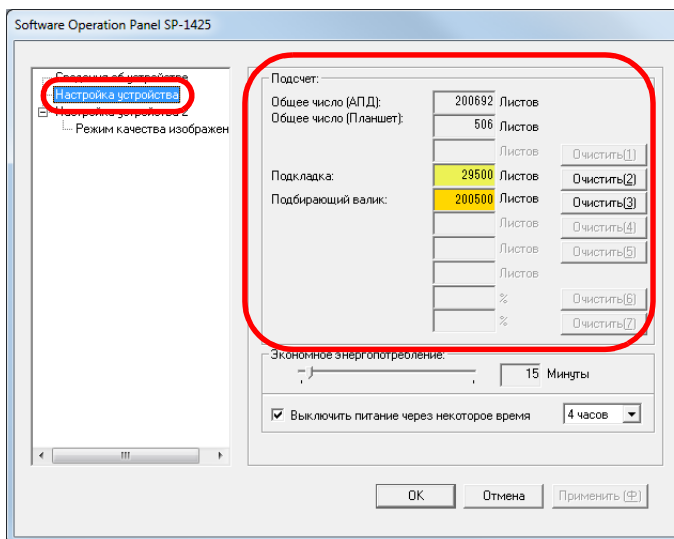 Software Operation Panel SP-1425
Сведения об устройстве
Настройка устройства
Настройка устройства 2
Режим качества изображен
Подсчет:
Общее число (АПД): 200692 Листов
Общее число (Планшет): 506 Листов
Листов Очистить(1)
Подкладка: 29500 Листов Очистить(2)
Подбирающий валик: 200500 Листов Очистить(3)
Листов Очистить(4)
Листов Очистить(5)
Листов
% Очистить(6)
% Очистить(7)
Экономное энергопотребление:
15 Минуты
Выключить питание через некоторое время 4 часов
OK Отмена Применить (Ф)